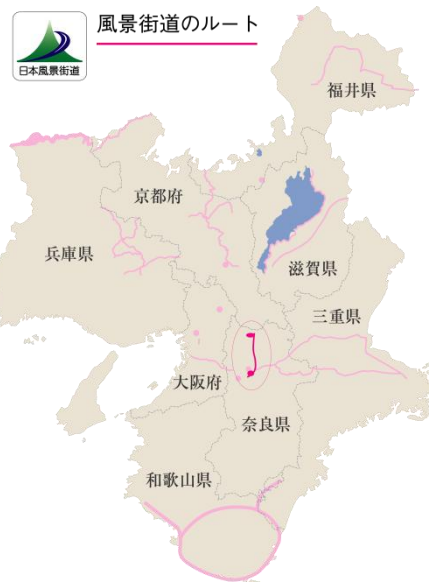 風景街道のルート
日本風景街道
福井県
京都府
兵庫県
滋賀県
三重県
大阪府
奈良県
和歌山県